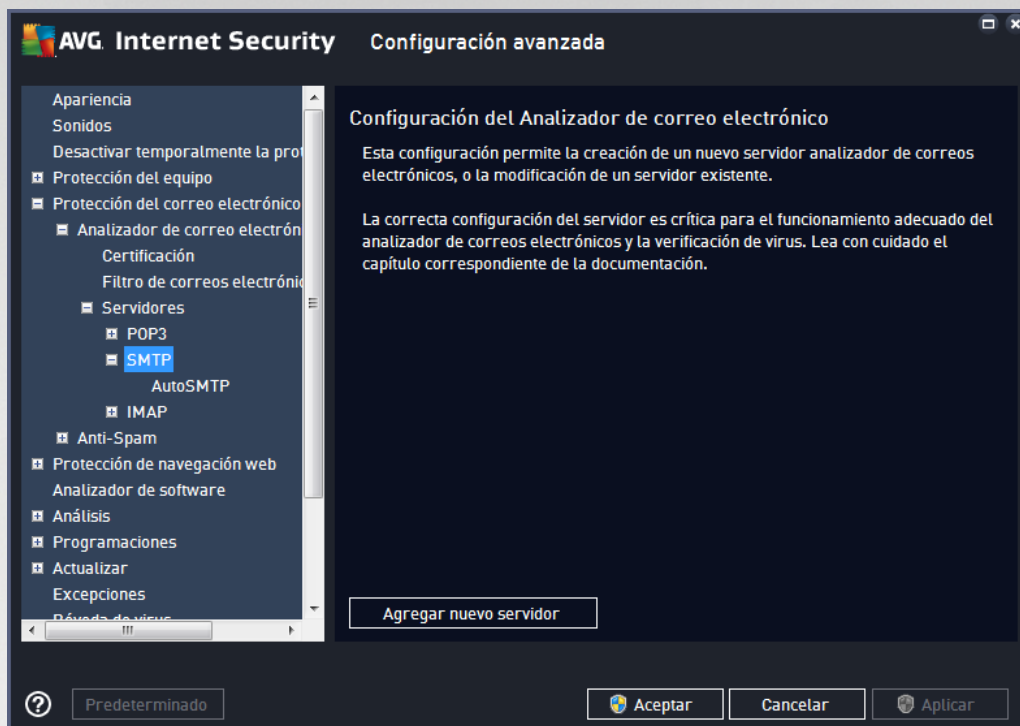 AVG. Internet Security Configuración avanzada
Apariencia
Sonidos
Desactivar temporalmente la
Protección del equipo
Protección del correo electrónico
Analizador de correo
Certificación
Filtro de correos
Servidores
POP3
SMTP
AutoSMTP
IMAP
Anti-Spam
Protección de navegación web
Analizador de software
Análisis
Programaciones
Actualizar
Excepciones
Bóveda de virus
Configuración del Analizador de correo electrónico
Esta configuración permite la creación de un nuevo servidor analizador de correos
electrónicos, o la modificación de un servidor existente.
La correcta configuración del servidor es crítica para el funcionamiento adecuado del
analizador de correos electrónicos y la verificación de virus. Lea con cuidado el
capítulo correspondiente de la documentación.
Agregar nuevo servidor
Predeterminado
Aceptar
Cancelar
Aplicar